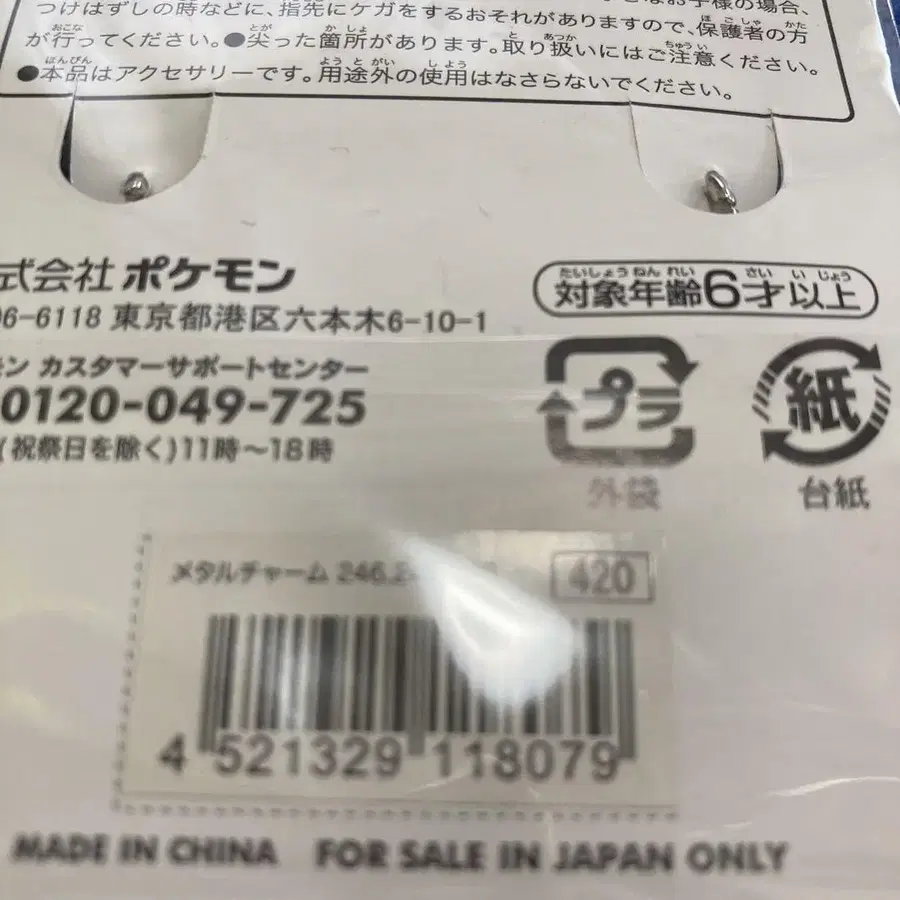 つけはずしの時などに、指先にケガをするおそれがありますので、保護者の方
が行ってください。●尖った箇所があります。取り扱いにはご注意ください。
●本品はアクセサリーです。用途外の使用はなさらないでください。
式会社 ポケモン
06-6118 東京都港区六本木6-10-1
対象年齢6才以上
ン カスタマーサポートセンター
0120-049-725
(祝祭日を除く)11時〜18時
プラ
外袋
紙
台紙
メタルチャーム 246,2
420
4 521329 118079
MADE IN CHINA FOR SALE IN JAPAN ONLY